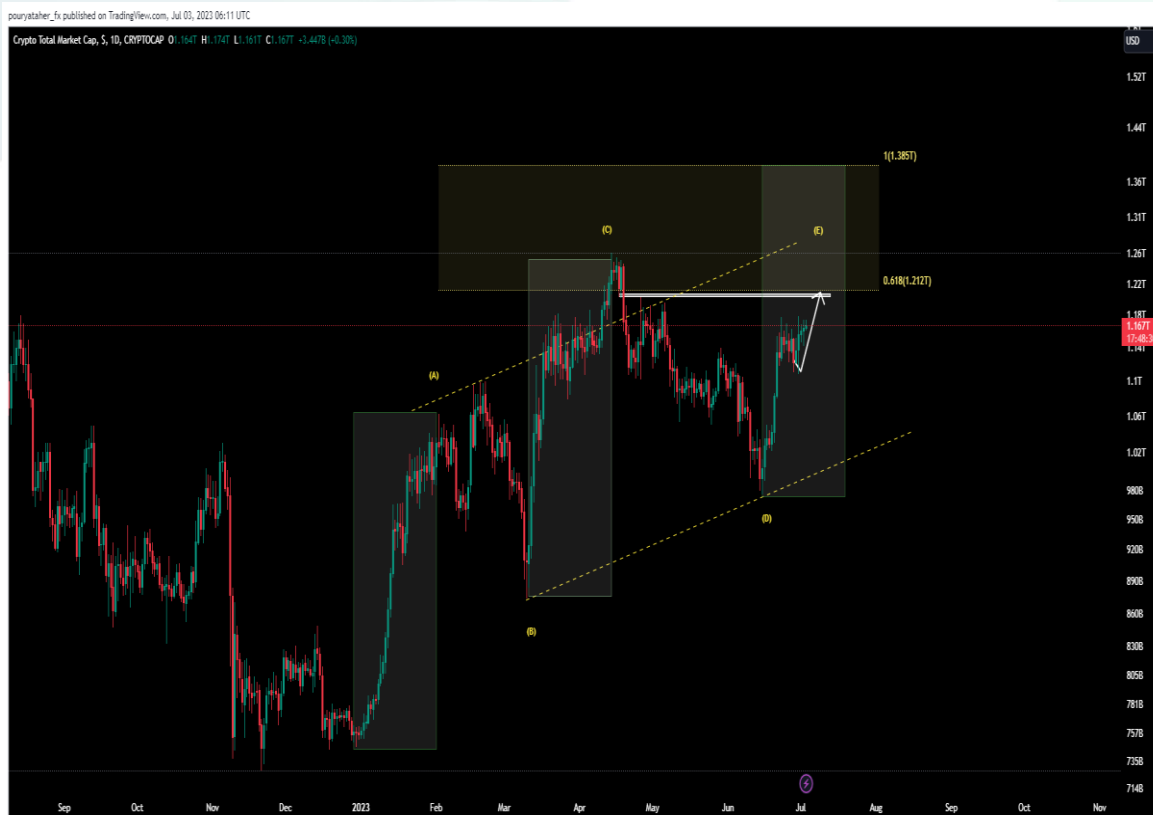 pouryataher_fx published on TradingView.com, Jul 03, 2023 06:11 UTC
Crypto Total Market Cap, $, 1D, CRYPTOCAP O1.164T H1.174T L1.161T C1.167T +3.447B (+0.30%)
USD
1.52T
1.44T
1(1.385T)
1.36T
1.31T
(C)
(E)
1.26T
0.618(1.212T)
1.22T
1.18T
1.167T
1.14T
(A)
1.1T
1.06T
1.02T
980B
(D)
950B
920B
890B
860B
(B)
830B
805B
781B
757B
735B
714B
Sep Oct Nov Dec 2023 Feb Mar Apr May Jun Jul Aug Sep Oct Nov